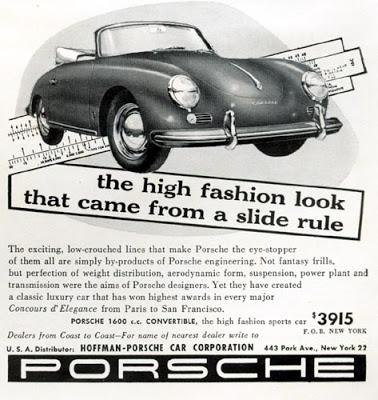 the high fashion look
that came from a slide rule
The exciting, low-crouched lines that make Porsche the eye-stopper
of them all are simply by-products of Porsche engineering. Not fantasy frills,
but perfection of weight distribution, aerodynamic form, suspension, power plant and
transmission were the aims of Porsche designers. Yet they have created
a classic luxury car that has won highest awards in every major
Concours d'Elegance from Paris to San Francisco.
PORSCHE 1600 c.c. CONVERTIBLE, the high fashion sports car $3915
F.O.B. NEW YORK
Dealers from Coast to Coast—For name of nearest dealer write to
U.S.A. Distributor: HOFFMAN-PORSCHE CAR CORPORATION 443 Park Ave., New York 22
PORSCHE